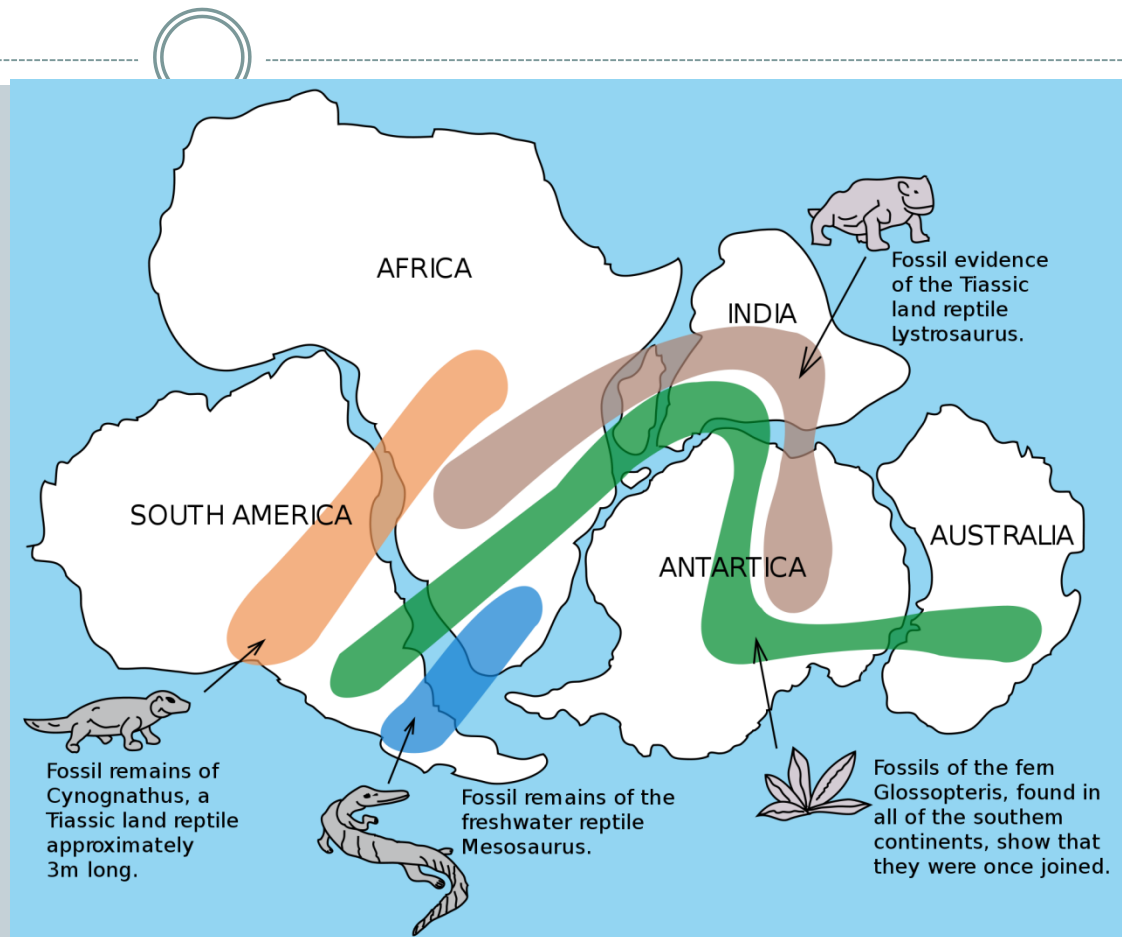 AFRICA
INDIA
Fossil evidence
of the Tiassic
land reptile
Lystrosaurus.
SOUTH AMERICA
ANTARTICA
AUSTRALIA
Fossil remains of
Cynognathus, a
Tiassic land reptile
approximately
3m long.
Fossil remains of the
freshwater reptile
Mesosaurus.
Fossils of the fern
Glossopteris, found in
all of the southern
continents, show that
they were once joined.